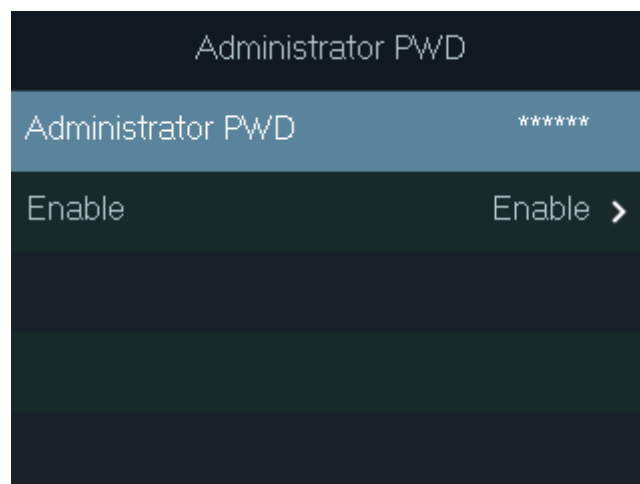 Administrator PWD
Administrator PWD ******
Enable Enable >